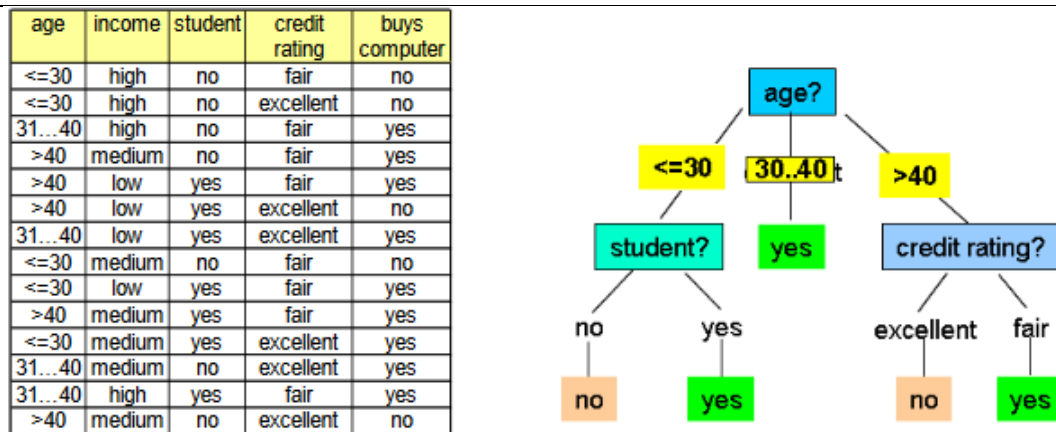 age income student credit rating buys computer
<=30 high no fair no
<=30 high no excellent no
31…40 high no fair yes
>40 medium no fair yes
>40 low yes fair yes
>40 low yes excellent no
31…40 low yes excellent yes
<=30 medium no fair no
<=30 low yes fair yes
>40 medium yes fair yes
<=30 medium yes excellent yes
31…40 medium no excellent yes
31…40 high yes fair yes
>40 medium no excellent no
age?
<=30 30..40 t >40
student? yes credit rating?
no yes excellent fair
no yes no yes